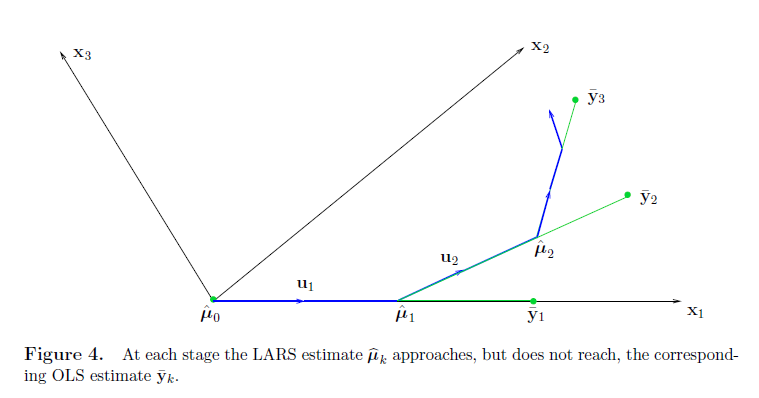 x₃
x₂
ȳ₃
ȳ₂
u₂
μ̂₂
u₁
μ̂₀
μ̂₁
ȳ₁
x₁
Figure 4. At each stage the LARS estimate μ̂ₖ approaches, but does not reach, the correspond-
ing OLS estimate ȳₖ.